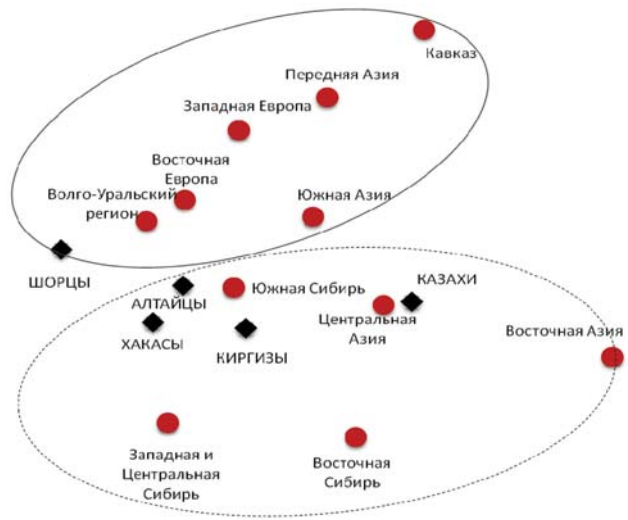 Кавказ
Передняя Азия
Западная Европа
Восточная
Европа
Волго-Уральский
регион
Южная Азия
ШОРЦЫ
АЛТАЙЦЫ
Южная Сибирь
КАЗАХИ
ХАКАСЫ
КИРГИЗЫ
Центральная
Азия
Восточная Азия
Западная и
Центральная
Сибирь
Восточная
Сибирь